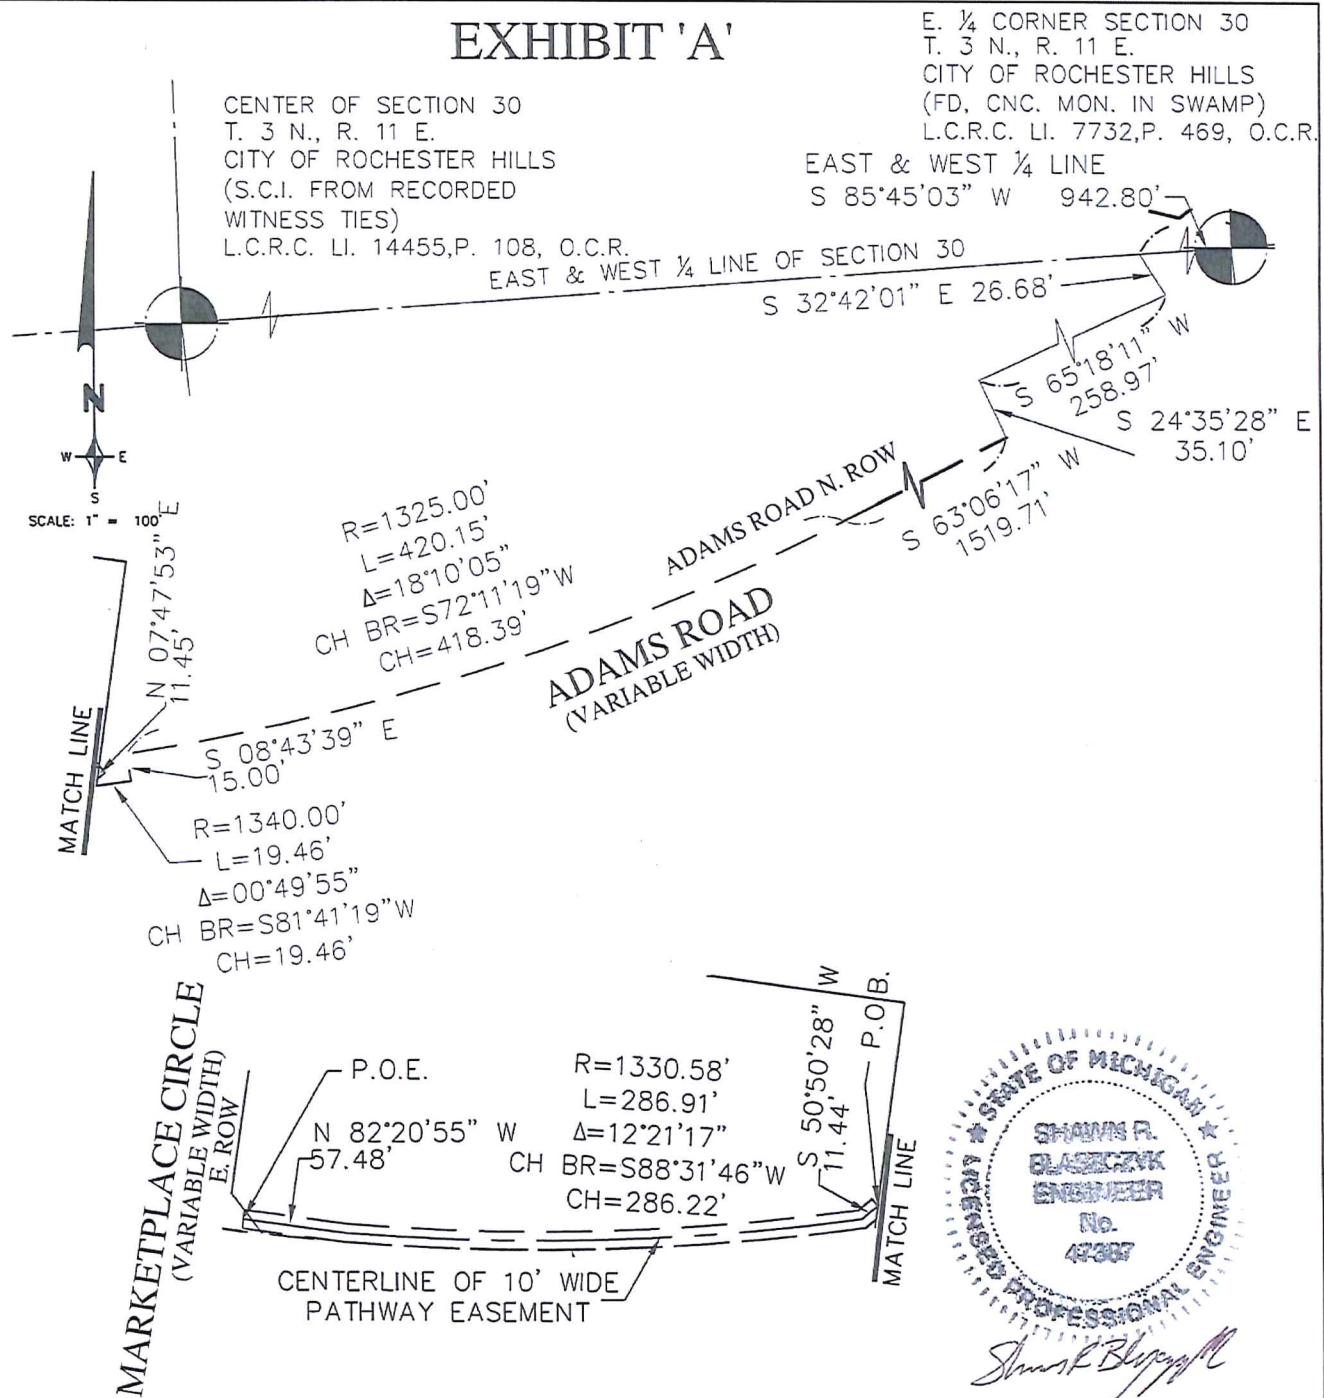 EXHIBIT 'A'
E. ¼ CORNER SECTION 30
T. 3 N., R. 11 E.
CITY OF ROCHESTER HILLS
(FD. CNC. MON. IN SWAMP)
L.C.R.C. LI. 7732,P. 469, O.C.R.
CENTER OF SECTION 30
T. 3 N., R. 11 E.
CITY OF ROCHESTER HILLS
(S.C.I. FROM RECORDED
WITNESS TIES)
L.C.R.C. LI. 14455,P. 108, O.C.R.
EAST & WEST ¼ LINE
S 85°45'03" W 942.80'
EAST & WEST ¼ LINE OF SECTION 30
S 32°42'01" E 26.68'
S 65°18'11" W
258.97'
S 24°35'28" E
35.10'
N
W E
S
SCALE: 1" = 100'
ADAMS ROAD N. ROW
S 63°06'17" W
1519.71'
R=1325.00'
L=420.15'
Δ=18°10'05"
CH BR=S72°11'19"W
CH=418.39'
ADAMS ROAD
(VARIABLE WIDTH)
N 07°47'53" E
11.45'
MATCH LINE
S 08°43'39" E
15.00'
R=1340.00'
L=19.46'
Δ=00°49'55"
CH BR=S81°41'19"W
CH=19.46'
MARKETPLACE CIRCLE
(VARIABLE WIDTH)
E. ROW
P.O.E.
N 82°20'55" W
57.48'
R=1330.58'
L=286.91'
Δ=12°21'17"
CH BR=S88°31'46"W
CH=286.22'
S 50°50'28" W
11.44'
P.O.B.
MATCH LINE
CENTERLINE OF 10' WIDE
PATHWAY EASEMENT
STATE OF MICHIGAN
SHAWN R.
BLASZCZYK
ENGINEER
No.
47387
LICENSED PROFESSIONAL ENGINEER